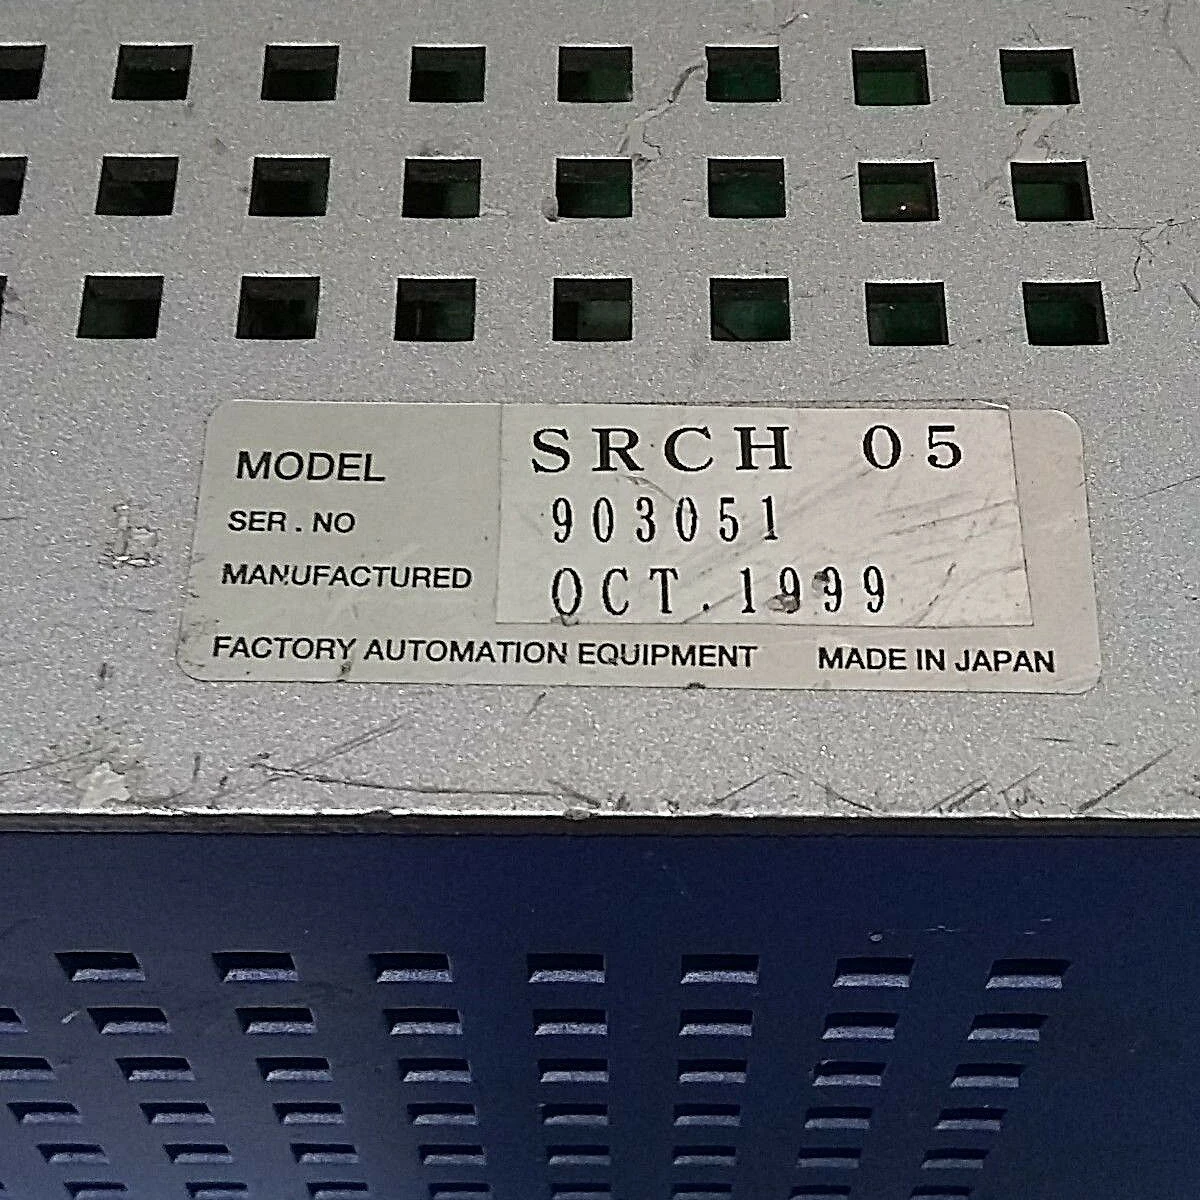 MODEL SRCH 05
SER. NO 903051
MANUFACTURED OCT. 1999
FACTORY AUTOMATION EQUIPMENT MADE IN JAPAN